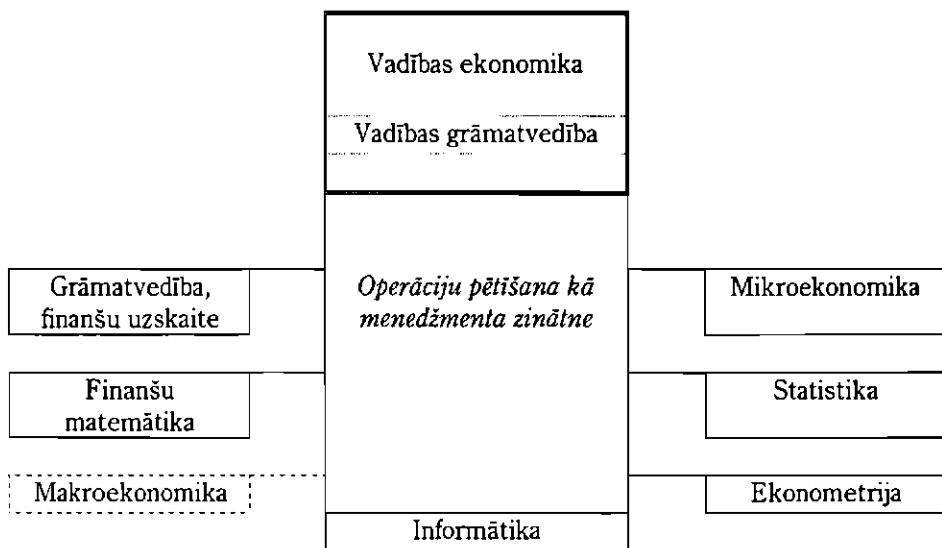 Vadības ekonomika
Vadības grāmatvedība
Grāmatvedība,
finanšu uzskaite
Operāciju pētīšana kā
menedžmenta zinātne
Mikroekonomika
Finanšu
matemātika
Statistika
Makroekonomika
Ekonometrija
Informātika